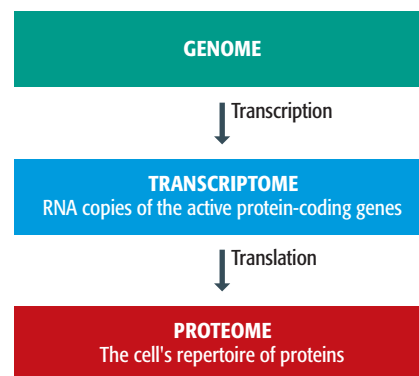 GENOME
Transcription
TRANSCRIPTOME
RNA copies of the active protein-coding genes
Translation
PROTEOME
The cell's repertoire of proteins